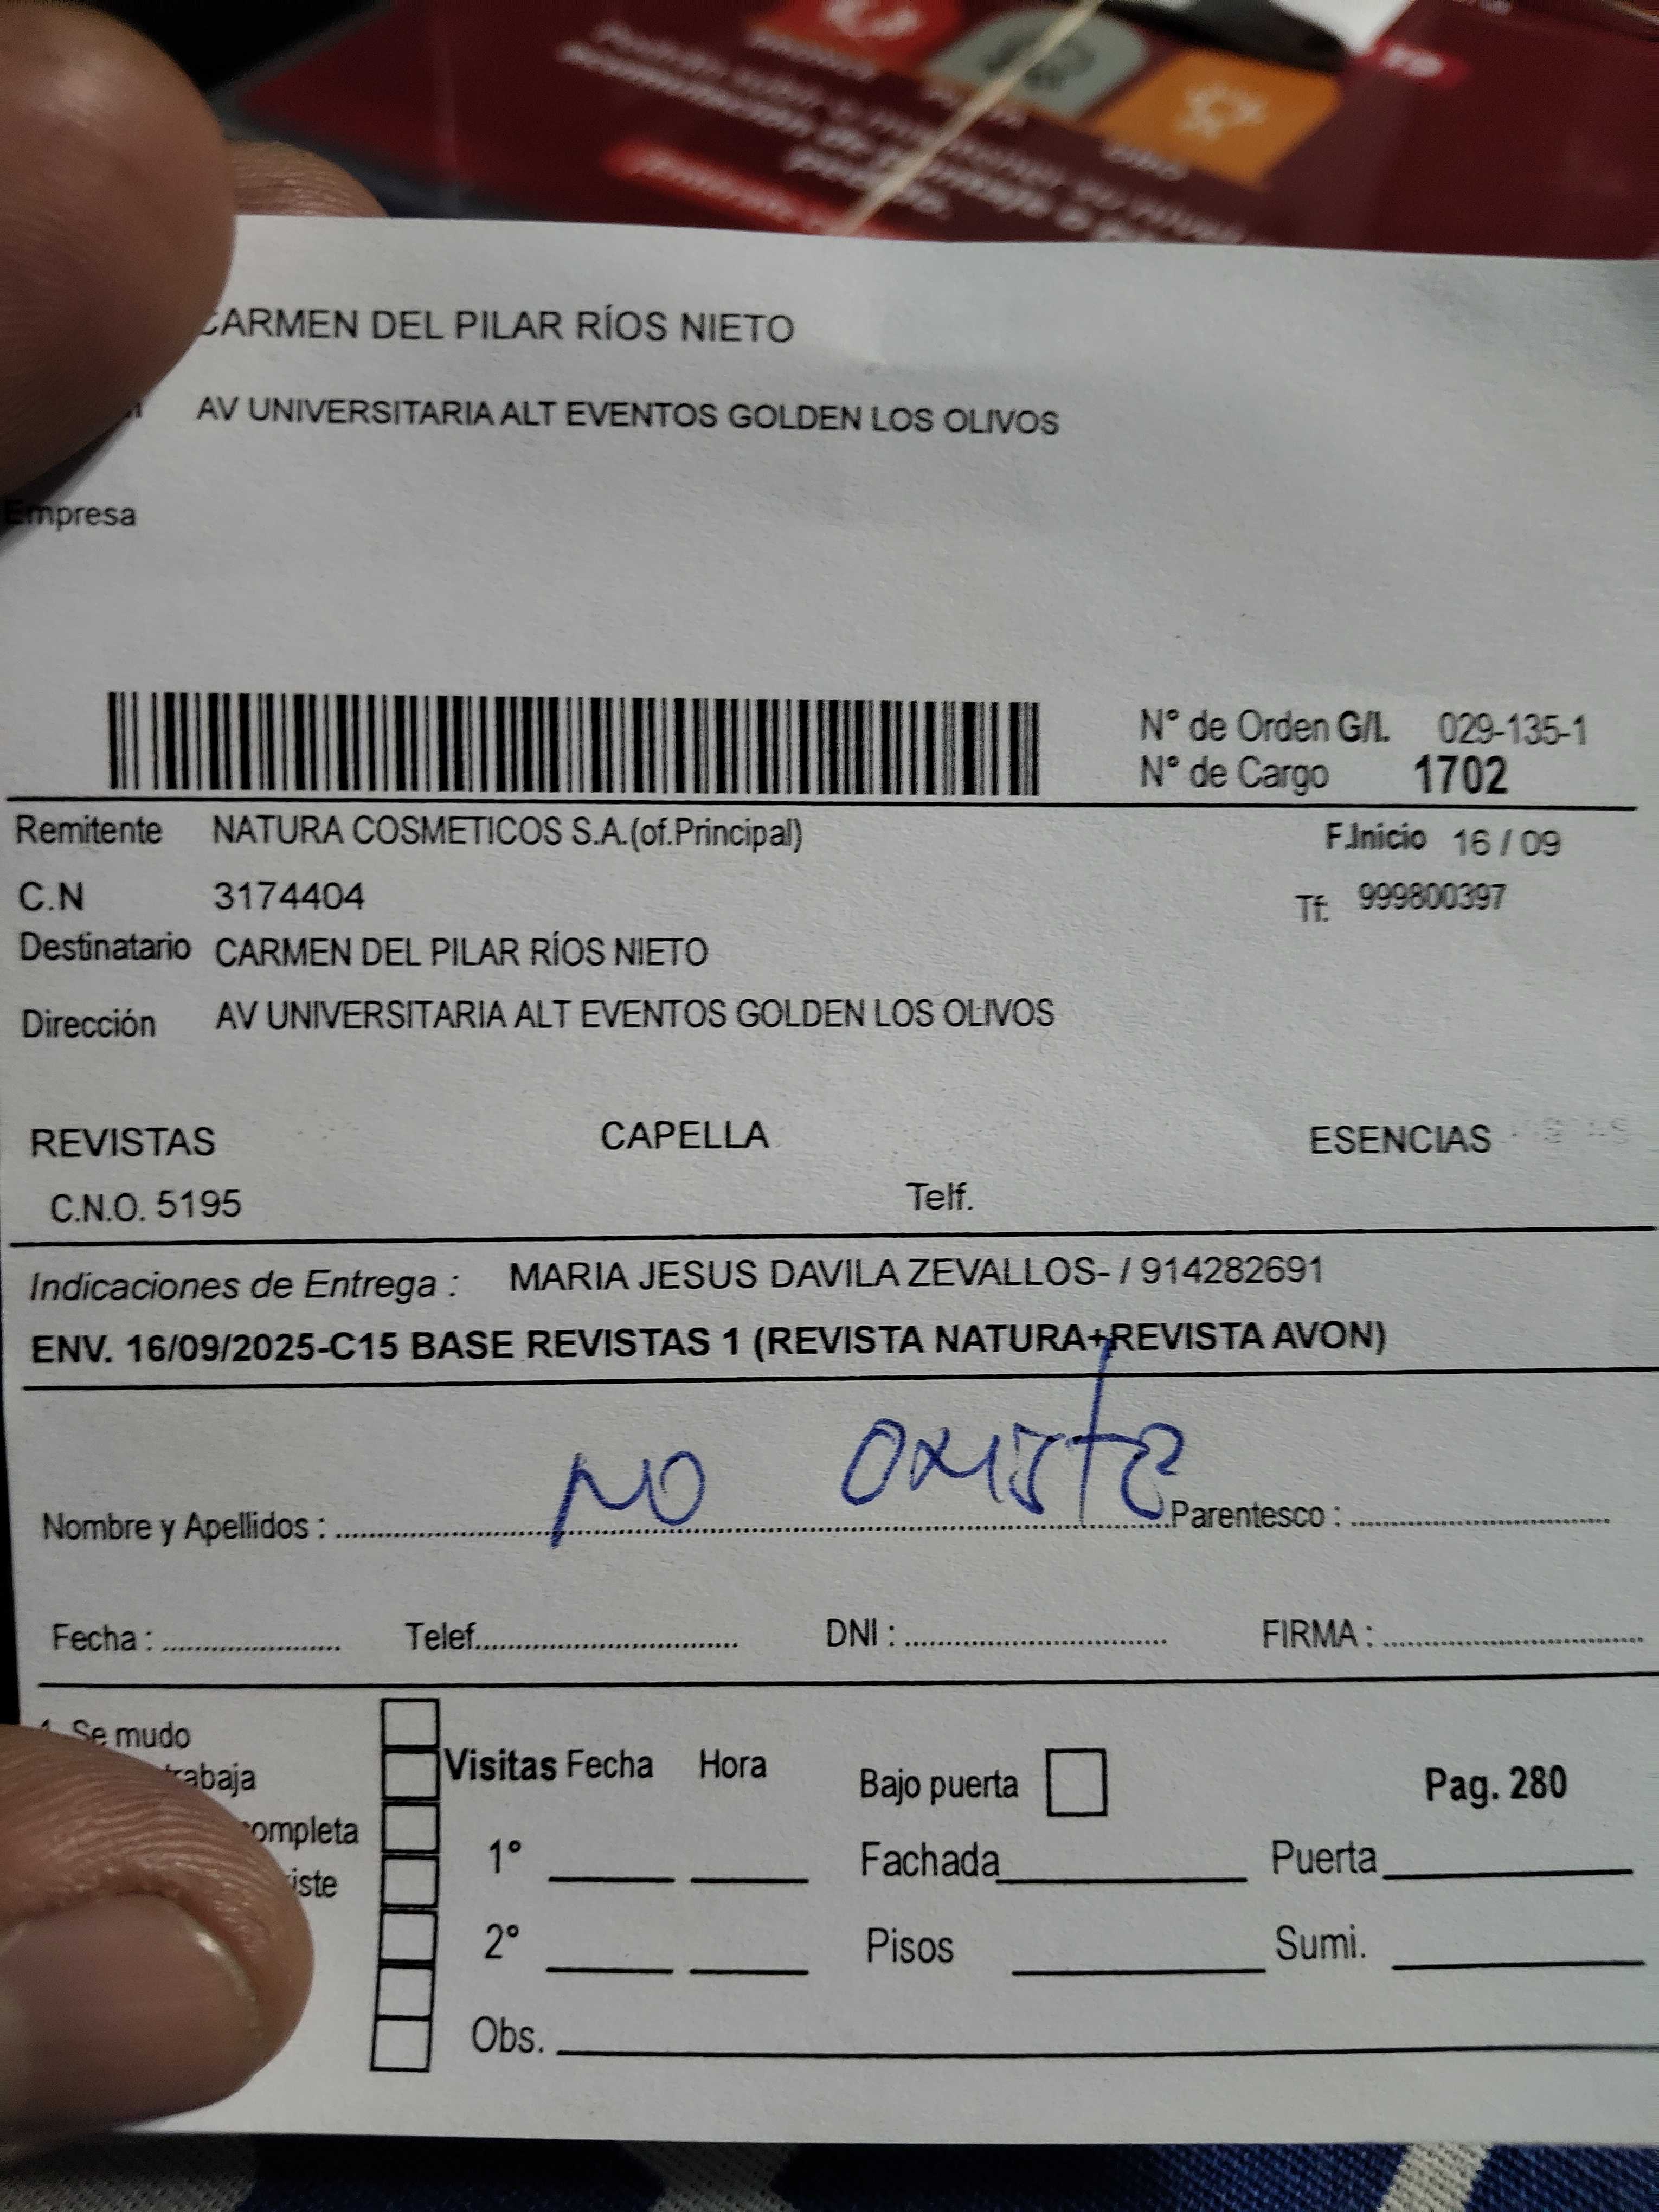 CARMEN DEL PILAR RÍOS NIETO
AV UNIVERSITARIA ALT EVENTOS GOLDEN LOS OLIVOS
Empresa
N° de Orden G/I. 029-135-1
N° de Cargo 1702
Remitente NATURA COSMETICOS S.A.(of.Principal) F.Inicio 16 / 09
C.N 3174404 Tf: 999800397
Destinatario CARMEN DEL PILAR RÍOS NIETO
Dirección AV UNIVERSITARIA ALT EVENTOS GOLDEN LOS OLIVOS
REVISTAS CAPELLA ESENCIAS
C.N.O. 5195 Telf.
Indicaciones de Entrega : MARIA JESUS DAVILA ZEVALLOS- / 914282691
ENV. 16/09/2025-C15 BASE REVISTAS 1 (REVISTA NATURA+REVISTA AVON)
NO existe
Nombre y Apellidos : Parentesco :
Fecha : Telef. DNI : FIRMA :
1. Se mudo
Visitas Fecha Hora Bajo puerta Pag. 280
1° Fachada Puerta
2° Pisos Sumi.
Obs.